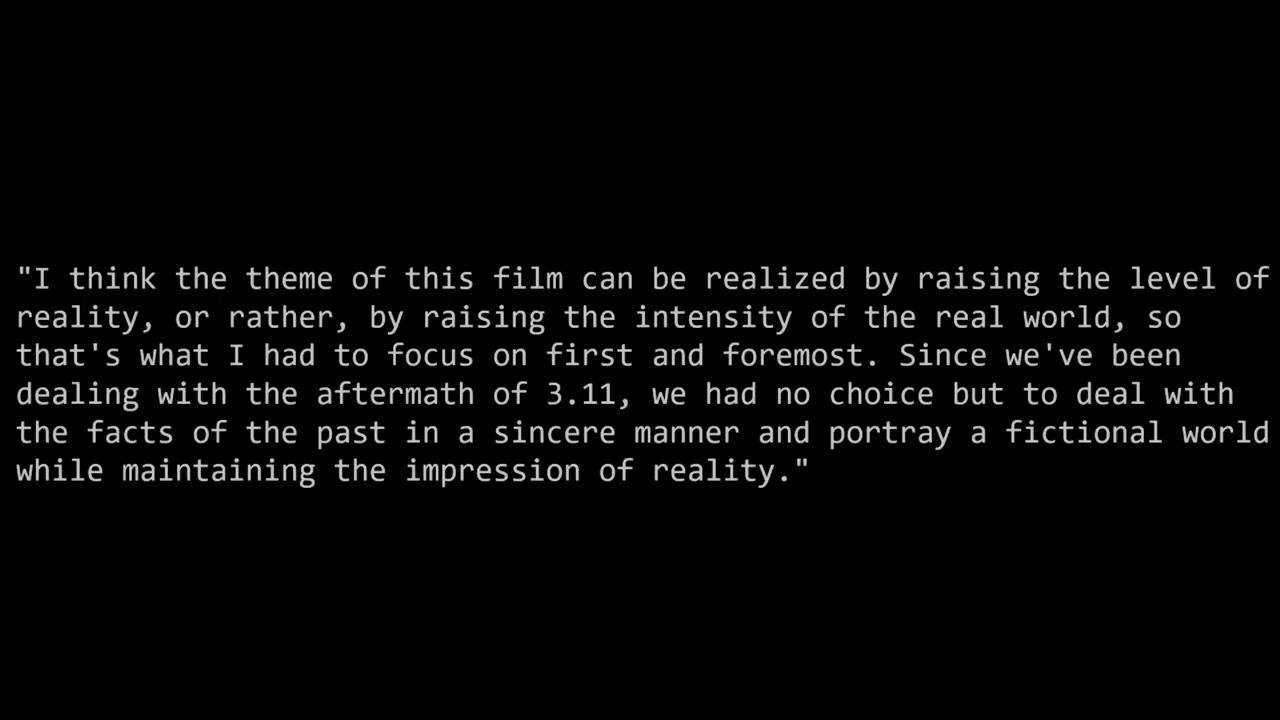 "I think the theme of this film can be realized by raising the level of
reality, or rather, by raising the intensity of the real world, so
that's what I had to focus on first and foremost. Since we've been
dealing with the aftermath of 3.11, we had no choice but to deal with
the facts of the past in a sincere manner and portray a fictional world
while maintaining the impression of reality."